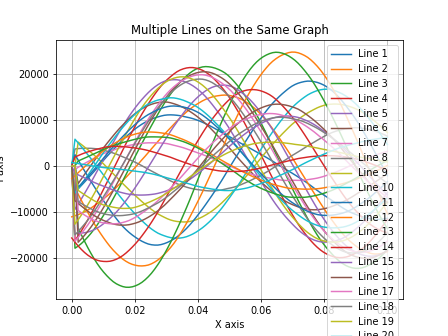 Multiple Lines on the Same Graph
20000
10000
0
−10000
−20000
0.00
0.02
0.04
0.06
X axis
Line 1
Line 2
Line 3
Line 4
Line 5
Line 6
Line 7
Line 8
Line 9
Line 10
Line 11
Line 12
Line 13
Line 14
Line 15
Line 16
Line 17
Line 18
Line 19
Line 20